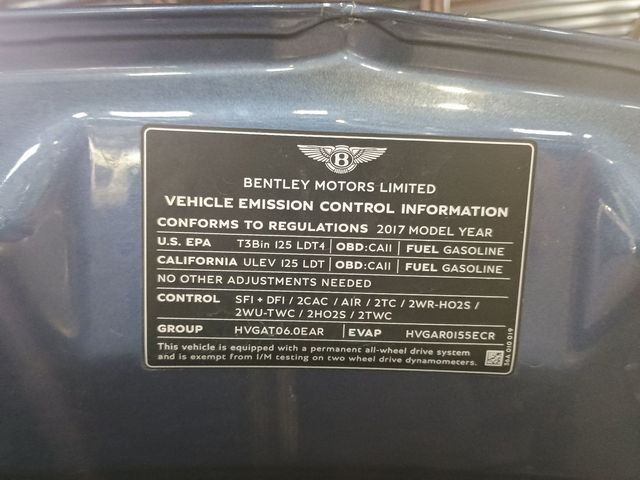 B
BENTLEY MOTORS LIMITED
VEHICLE EMISSION CONTROL INFORMATION
CONFORMS TO REGULATIONS 2017 MODEL YEAR
U.S. EPA T3Bin 125 LDT4 OBD:CAII FUEL GASOLINE
CALIFORNIA ULEV 125 LDT OBD:CAII FUEL GASOLINE
NO OTHER ADJUSTMENTS NEEDED
CONTROL SFI + DFI / 2CAC / AIR / 2TC / 2WR-HO2S /
2WU-TWC / 2HO2S / 2TWC
GROUP HVGAT06.0EAR EVAP HVGAR0155ECR
This vehicle is equipped with a permanent all-wheel drive system
and is exempt from I/M testing on two wheel drive dynamometers.
36A 010 019